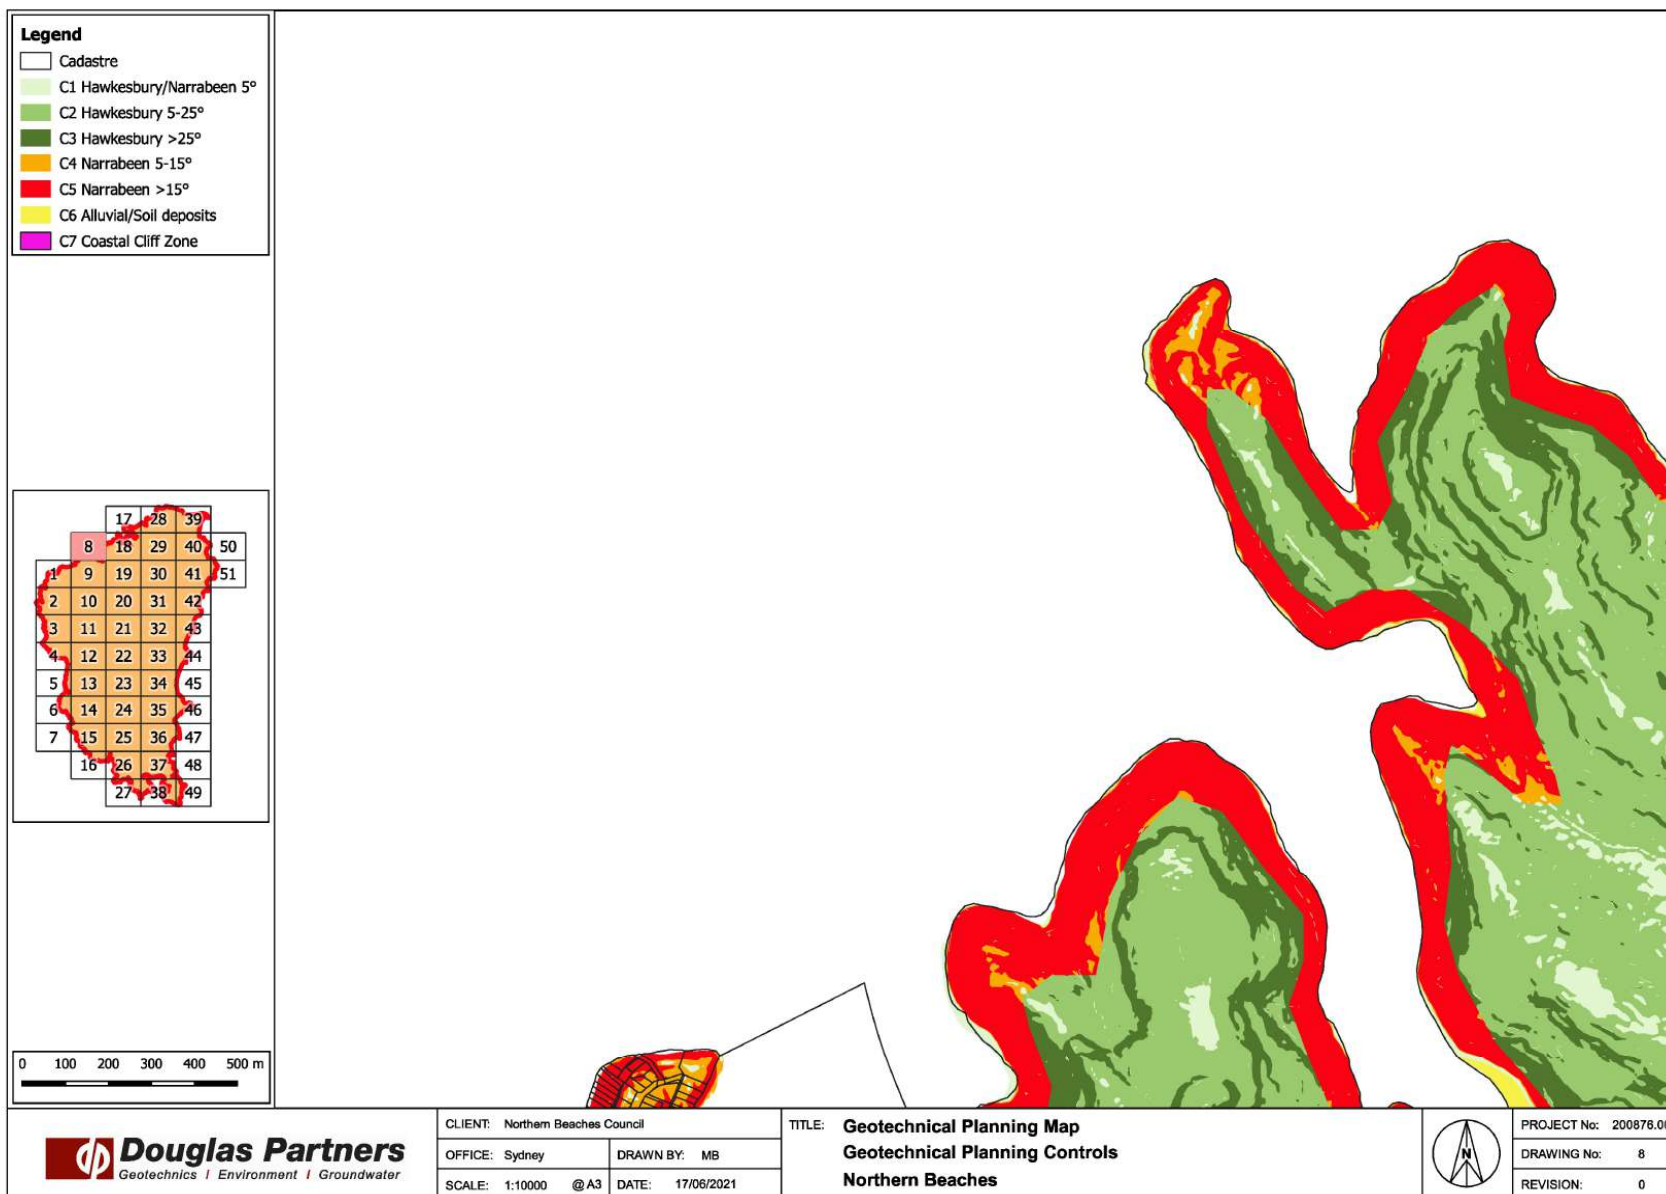 Legend
Cadastre
C1 Hawkesbury/Narrabeen 5°
C2 Hawkesbury 5-25°
C3 Hawkesbury >25°
C4 Narrabeen 5-15°
C5 Narrabeen >15°
C6 Alluvial/Soil deposits
C7 Coastal Cliff Zone
17 28 39
8 18 29 40 50
1 9 19 30 41 51
2 10 20 31 42
3 11 21 32 43
4 12 22 33 44
5 13 23 34 45
6 14 24 35 46
7 15 25 36 47
16 26 37 48
27 38 49
0 100 200 300 400 500 m
Douglas Partners
Geotechnics | Environment | Groundwater
CLIENT: Northern Beaches Council
OFFICE: Sydney DRAWN BY: MB
SCALE: 1:10000 @ A3 DATE: 17/06/2021
TITLE: Geotechnical Planning Map
Geotechnical Planning Controls
Northern Beaches
N
PROJECT No: 200876.0
DRAWING No: 8
REVISION: 0